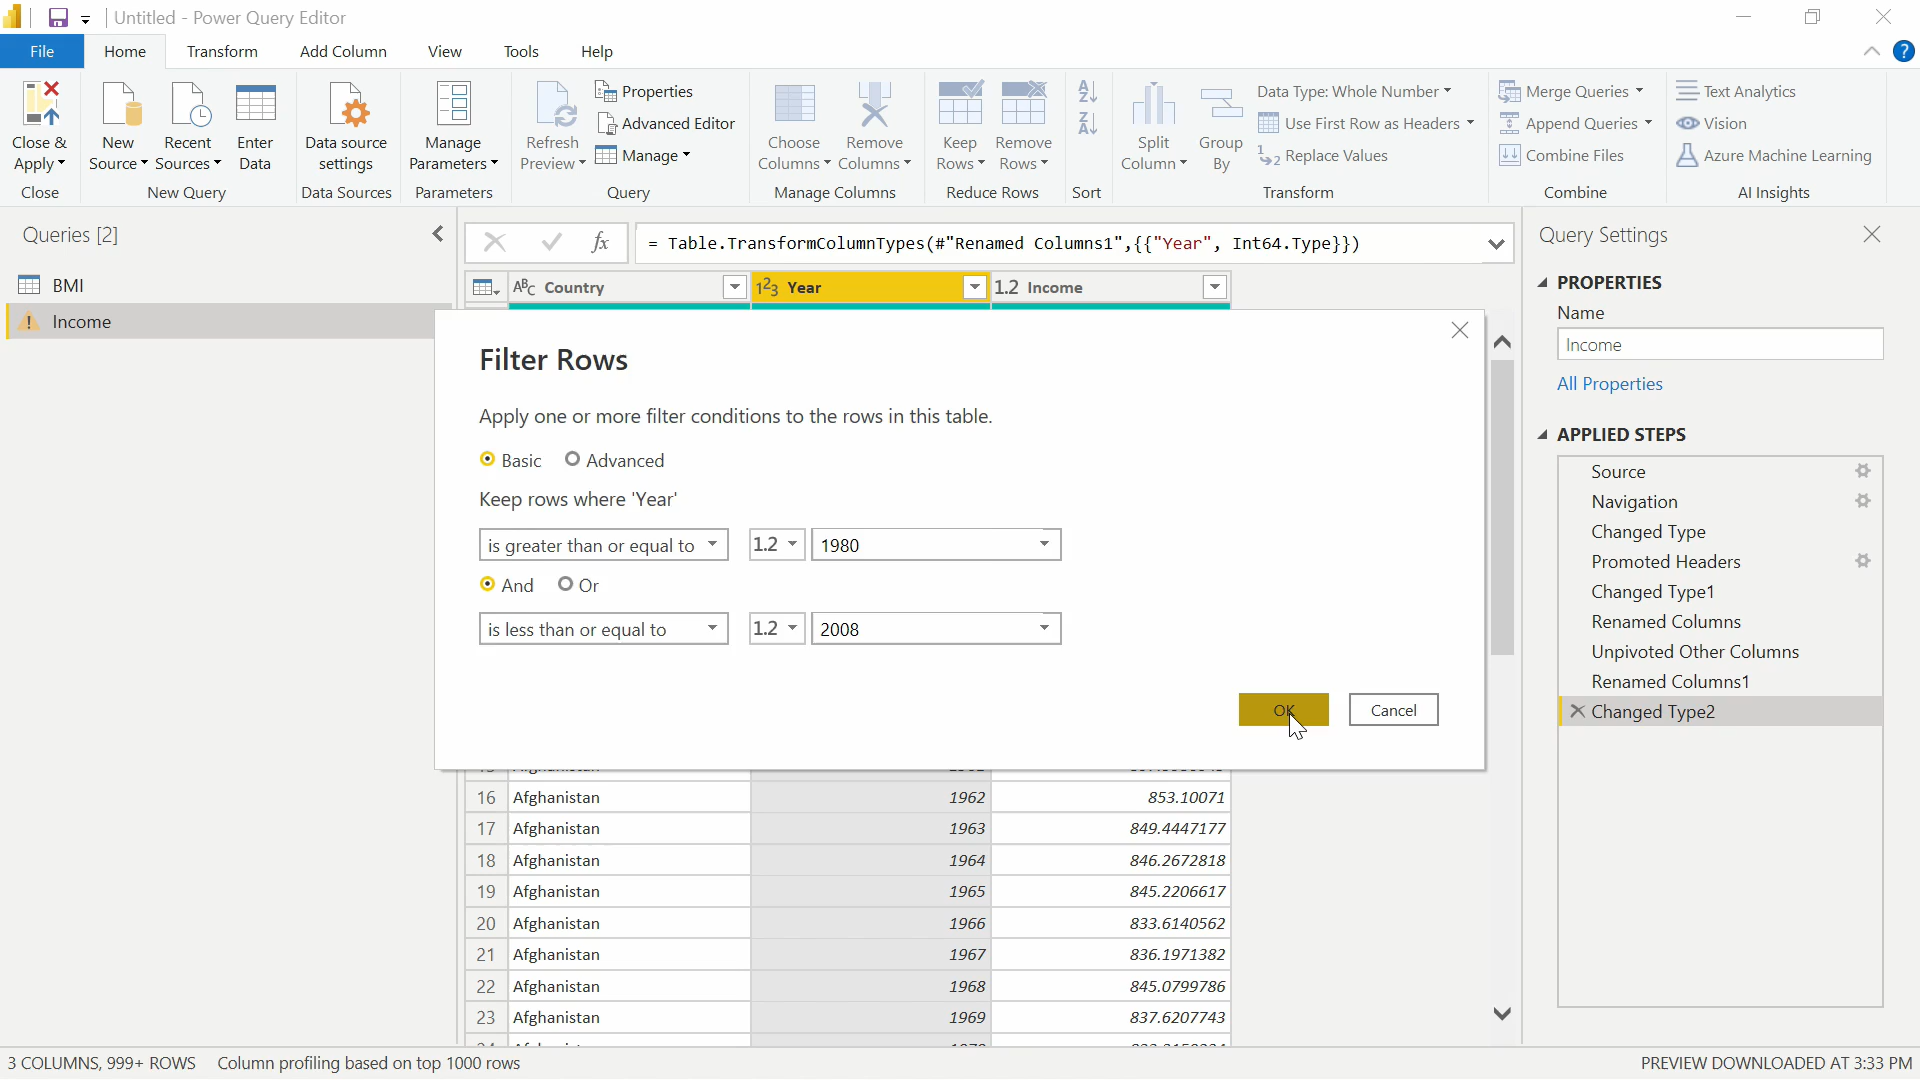 Untitled - Power Query Editor
File Home Transform Add Column View Tools Help
?
Close & Apply
New Source
Recent Sources
Enter Data
Data source settings
Manage Parameters
Refresh Preview
Properties
Advanced Editor
Manage
Choose Columns
Remove Columns
Keep Rows
Remove Rows
Split Column
Group By
Data Type: Whole Number
Use First Row as Headers
Replace Values
Merge Queries
Append Queries
Combine Files
Text Analytics
Vision
Azure Machine Learning
Close New Query Data Sources Parameters Query Manage Columns Reduce Rows Sort Transform Combine AI Insights
Queries [2]
BMI
Income
fx = Table.TransformColumnTypes(#"Renamed Columns1",{{"Year", Int64.Type}})
ABC Country 123 Year 1.2 Income
Filter Rows
Apply one or more filter conditions to the rows in this table.
Basic Advanced
Keep rows where 'Year'
is greater than or equal to 1.2 1980
And Or
is less than or equal to 1.2 2008
OK Cancel
16 Afghanistan 1962 853.10071
17 Afghanistan 1963 849.4447177
18 Afghanistan 1964 846.2672818
19 Afghanistan 1965 845.2206617
20 Afghanistan 1966 833.6140562
21 Afghanistan 1967 836.1971382
22 Afghanistan 1968 845.0799786
23 Afghanistan 1969 837.6207743
Query Settings
PROPERTIES
Name
Income
All Properties
APPLIED STEPS
Source
Navigation
Changed Type
Promoted Headers
Changed Type1
Renamed Columns
Unpivoted Other Columns
Renamed Columns1
Changed Type2
3 COLUMNS, 999+ ROWS Column profiling based on top 1000 rows
PREVIEW DOWNLOADED AT 3:33 PM